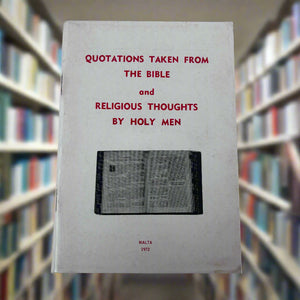 QUOTATIONS TAKEN FROM
THE BIBLE
and
RELIGIOUS THOUGHTS
BY HOLY MEN
MALTA
1972